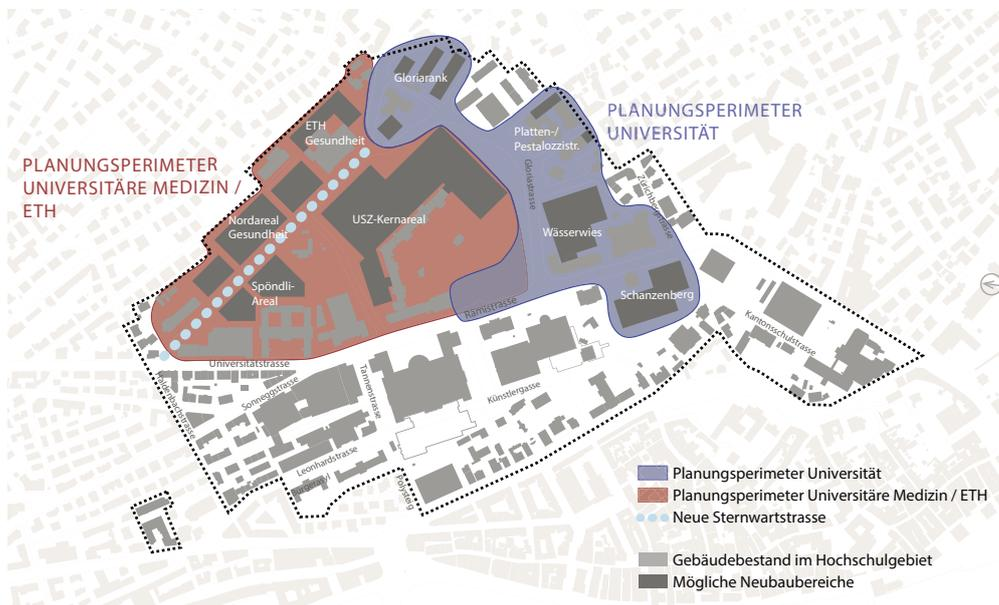 Gloriarank
PLANUNGSPERIMETER
UNIVERSITÄT
ETH
Gesundheit
Platten-/
Pestalozzistr.
PLANUNGSPERIMETER
UNIVERSITÄRE MEDIZIN /
ETH
Gloriastrasse
Zürichbergstrasse
USZ-Kernareal
Nordareal
Gesundheit
Wässerwies
Spöndli-
Areal
Schanzenberg
Rämistrasse
Kantonsschulstrasse
Universitätstrasse
Haldenbachstrasse
Sonneggstrasse
Tannenstrasse
Künstlergasse
Leonhardstrasse
Bürgerasyl
Polysteig
Planungsperimeter Universität
Planungsperimeter Universitäre Medizin / ETH
Neue Sternwartstrasse
Gebäudebestand im Hochschulgebiet
Mögliche Neubaubereiche